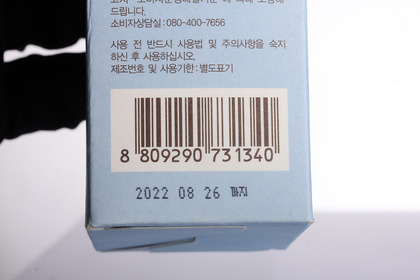 드립니다.
소비자상담실:080-400-7656
사용 전 반드시 사용법 및 주의사항을 숙지
하신 후 사용하십시오.
제조번호 및 사용기한:별도표기
8 809290 731340
2022 08 26 까지